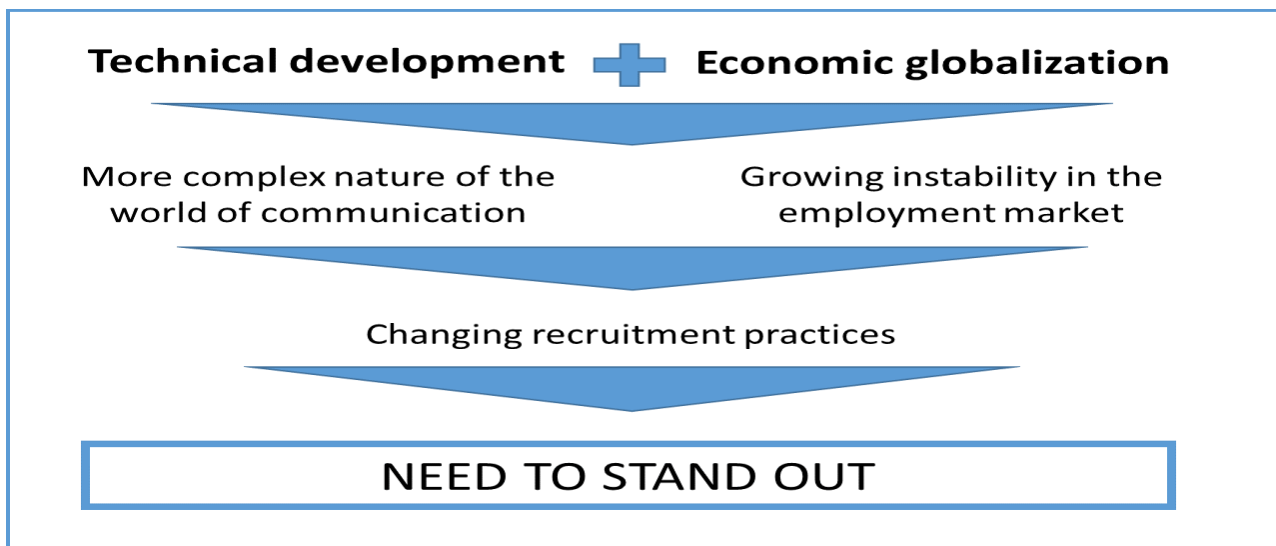 Technical development + Economic globalization
More complex nature of the
world of communication
Growing instability in the
employment market
Changing recruitment practices
NEED TO STAND OUT